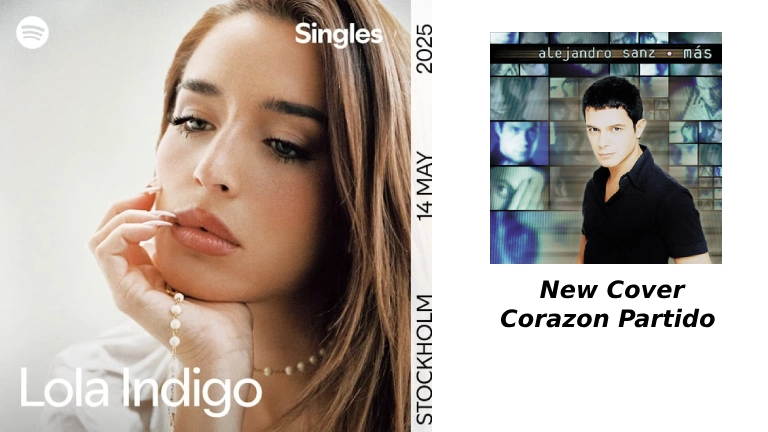 Singles
Lola Indigo
STOCKHOLM 14 MAY 2025
alejandro sanz • más
New Cover
Corazon Partido